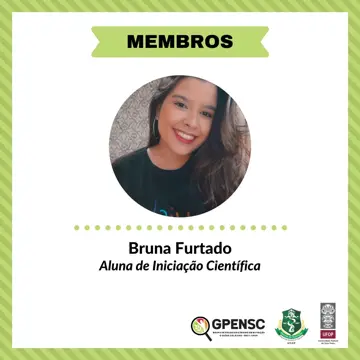 MEMBROS
Bruna Furtado
Aluna de Iniciação Científica
GPENSC
UFOP